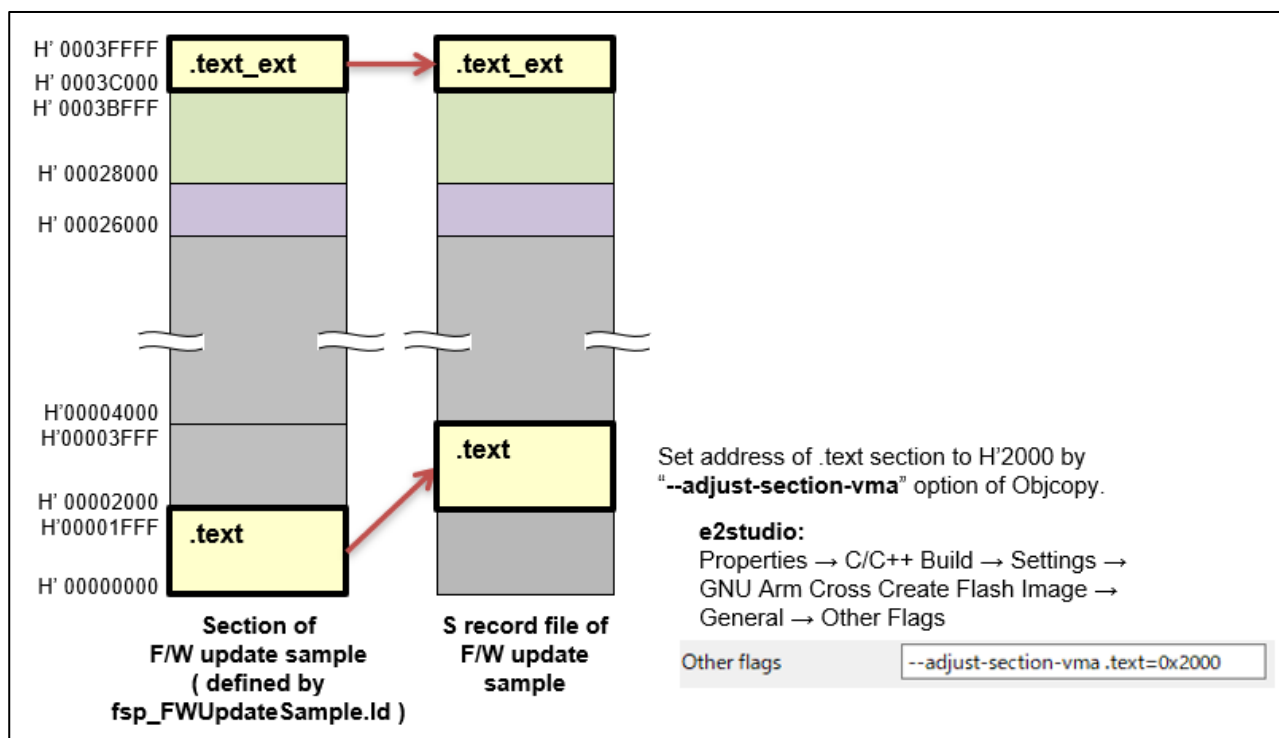 H' 0003FFFF
.text_ext
.text_ext
H' 0003C000
H' 0003BFFF
H' 00028000
H' 00026000
H'00004000
H'00003FFF
.text
H' 00002000
H'00001FFF
.text
H' 00000000
Section of
F/W update sample
( defined by
fsp_FWUpdateSample.ld )
S record file of
F/W update
sample
Set address of .text section to H'2000 by
“--adjust-section-vma” option of Objcopy.
e2studio:
Properties → C/C++ Build → Settings →
GNU Arm Cross Create Flash Image →
General → Other Flags
Other flags
--adjust-section-vma .text=0x2000